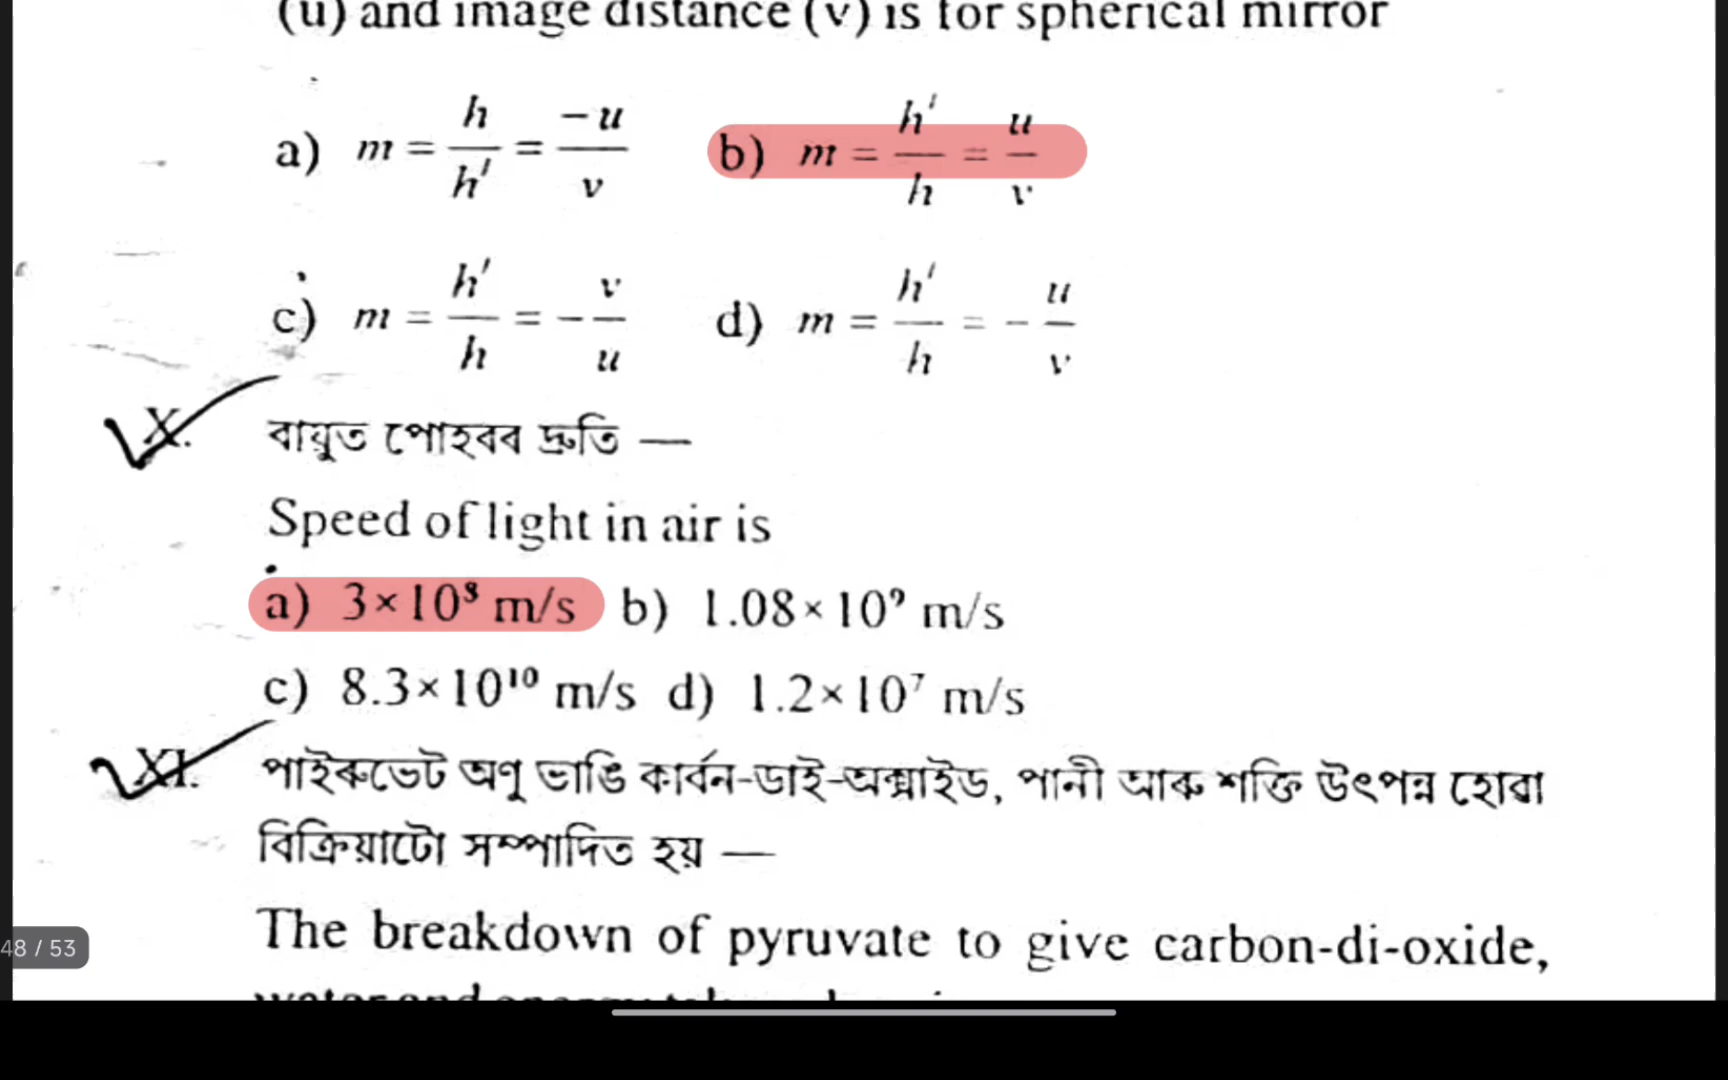 (u) and image distance (v) is for spherical mirror
a) m = h/h' = -u/v b) m = h'/h = u/v
c) m = h'/h = -v/u d) m = h'/h = -u/v
X. বায়ুত পোহৰৰ দ্ৰুতি —
Speed of light in air is
a) 3×10⁸ m/s b) 1.08×10⁹ m/s
c) 8.3×10¹⁰ m/s d) 1.2×10⁷ m/s
XI. পাইৰুভেট অণু ভাঙি কাৰ্বন-ডাই-অক্সাইড, পানী আৰু শক্তি উৎপন্ন হোৱা
বিক্ৰিয়াটো সম্পাদিত হয় —
The breakdown of pyruvate to give carbon-di-oxide,
48 / 53